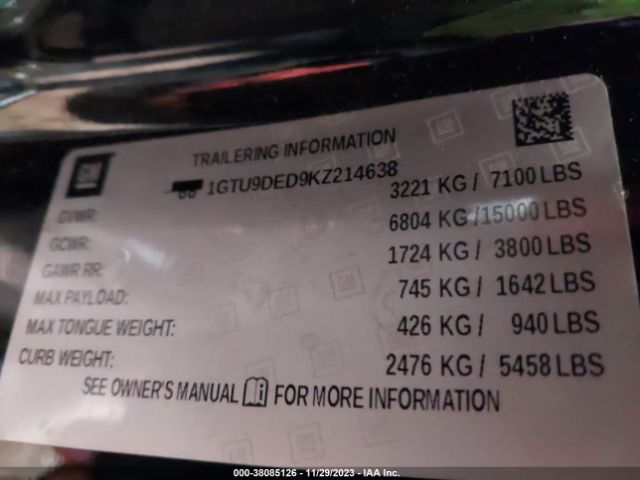 GM
TRAILERING INFORMATION
1GTU9DED9KZ214638
GVWR: 3221 KG / 7100 LBS
GCWR: 6804 KG /15000 LBS
GAWR RR: 1724 KG / 3800 LBS
MAX PAYLOAD: 745 KG / 1642 LBS
MAX TONGUE WEIGHT: 426 KG / 940 LBS
CURB WEIGHT: 2476 KG / 5458 LBS
SEE OWNER'S MANUAL FOR MORE INFORMATION
000-38085126 - 11/29/2023 - IAA Inc.